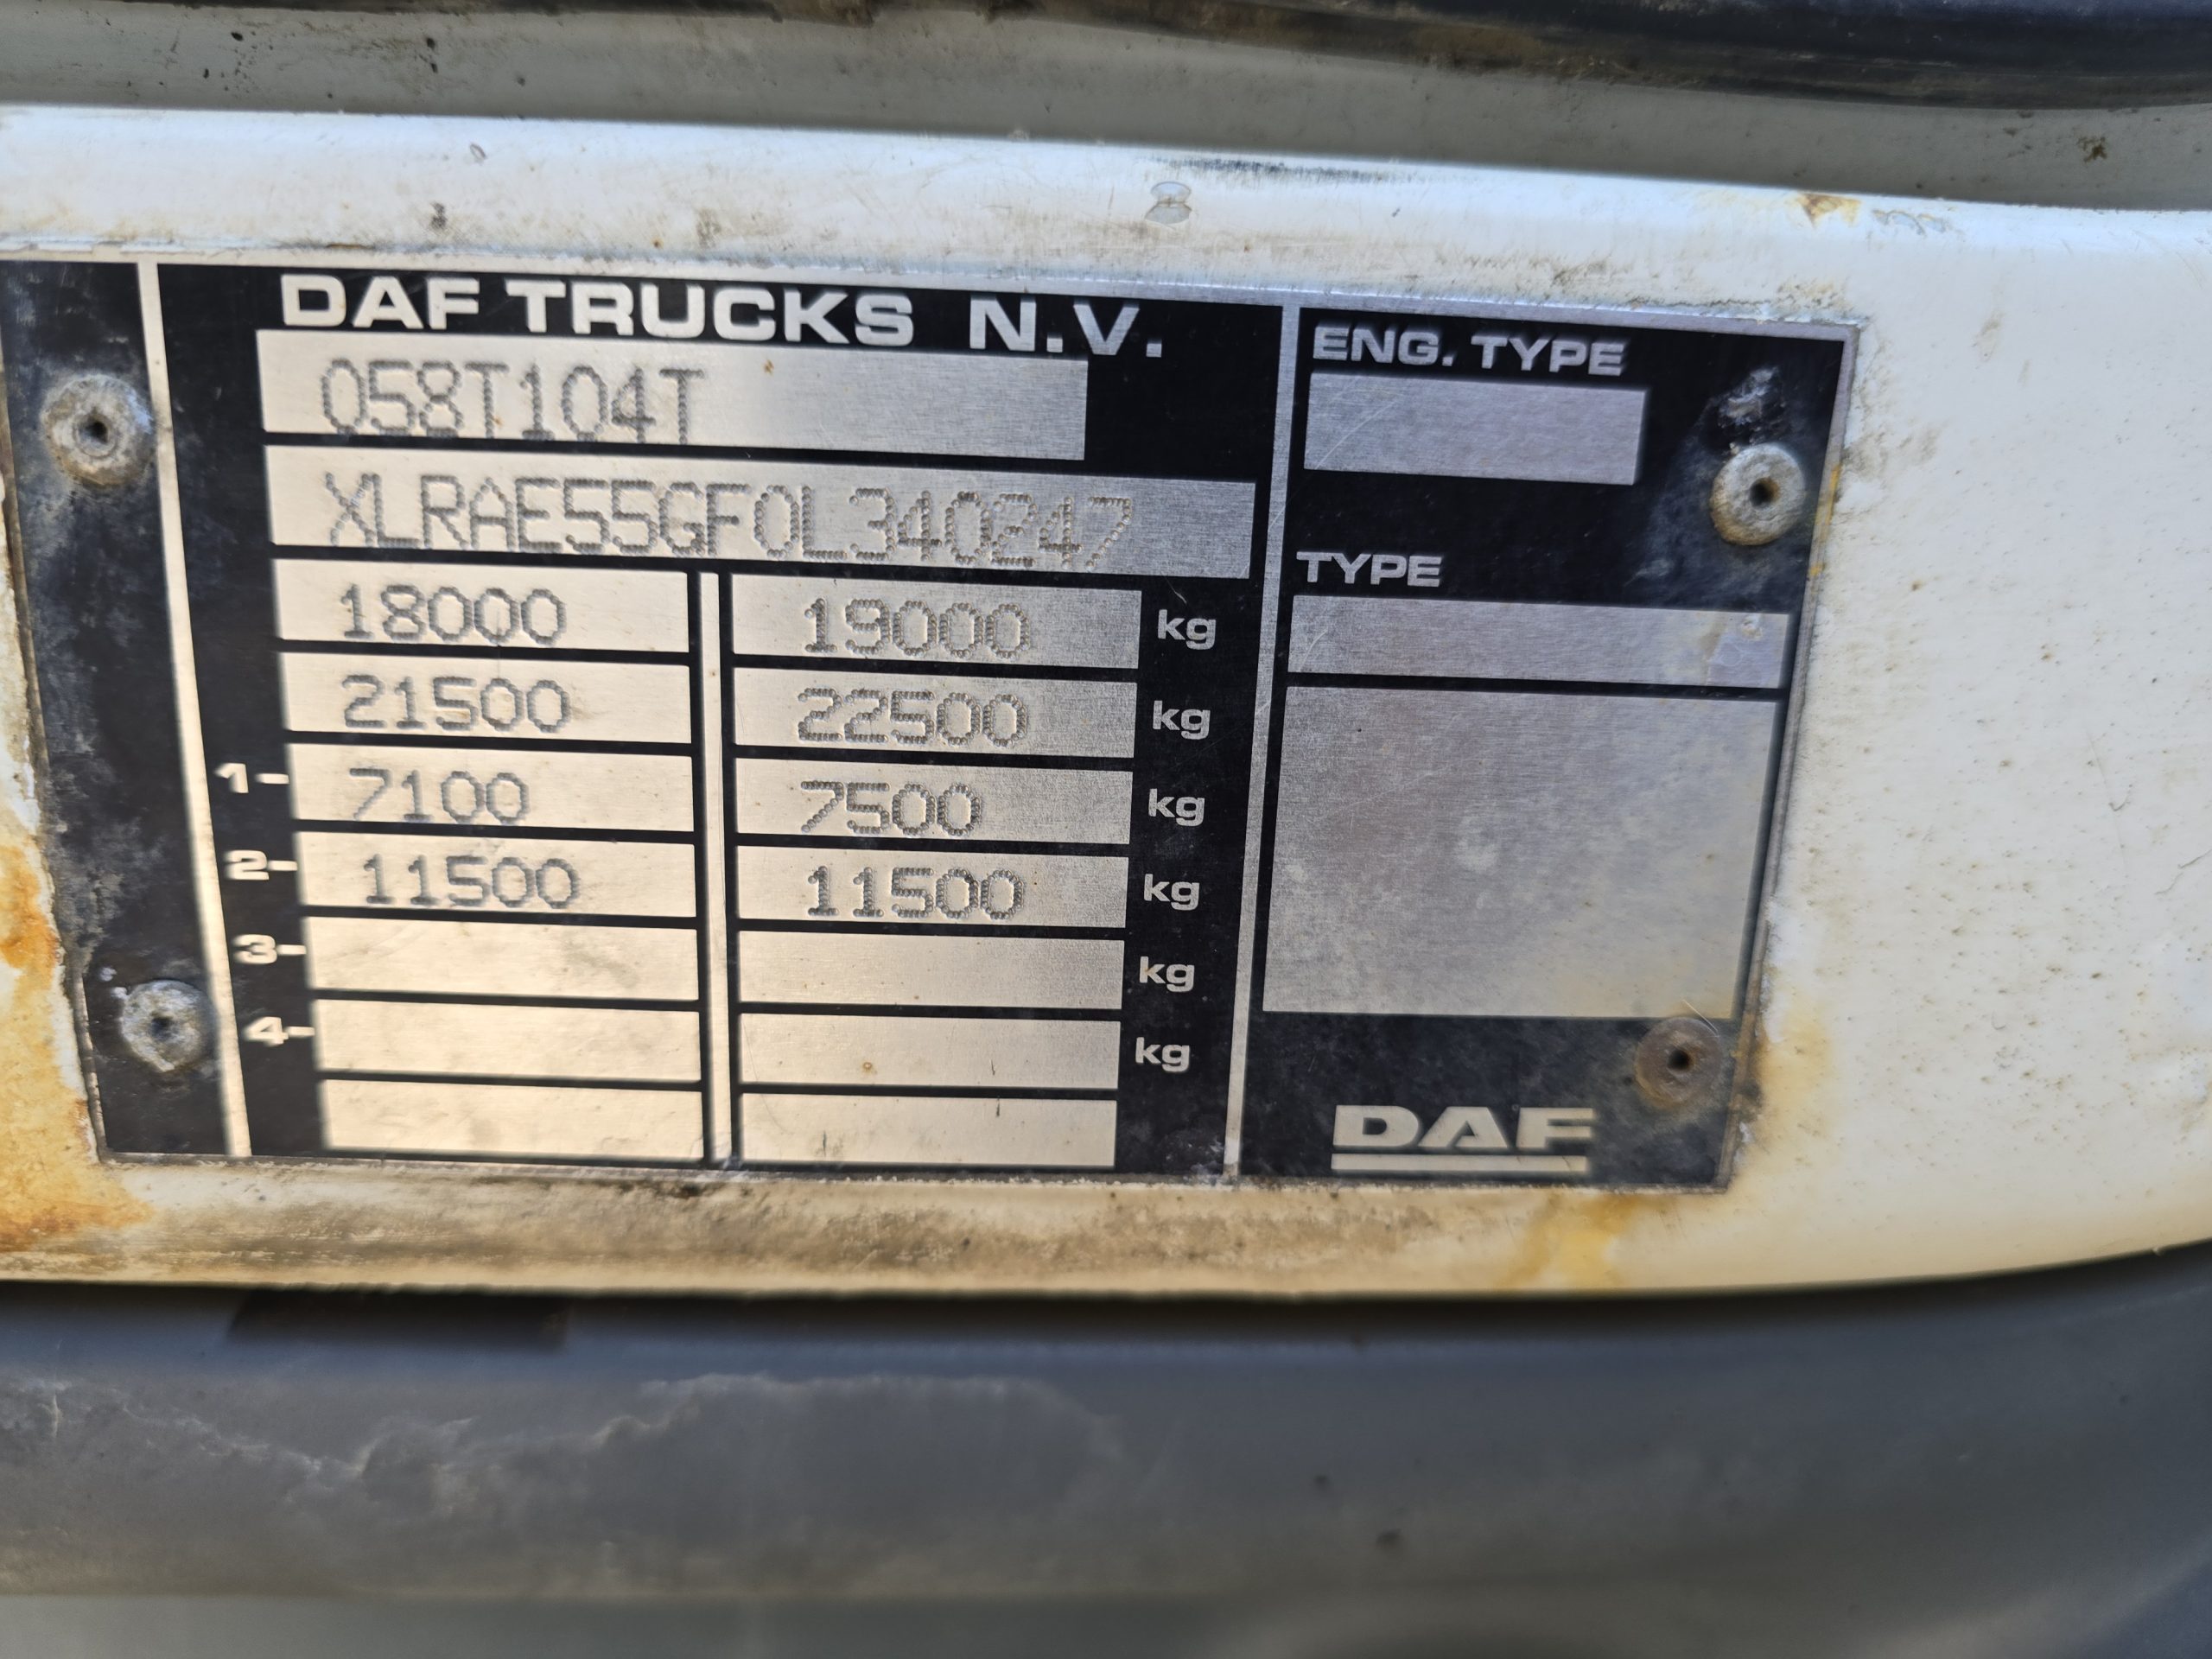 DAF TRUCKS N.V.
058T104T
XLRAE55GF0L340247
18000 19000 kg
21500 22500 kg
1- 7100 7500 kg
2- 11500 11500 kg
3- kg
4- kg
ENG. TYPE
TYPE
DAF